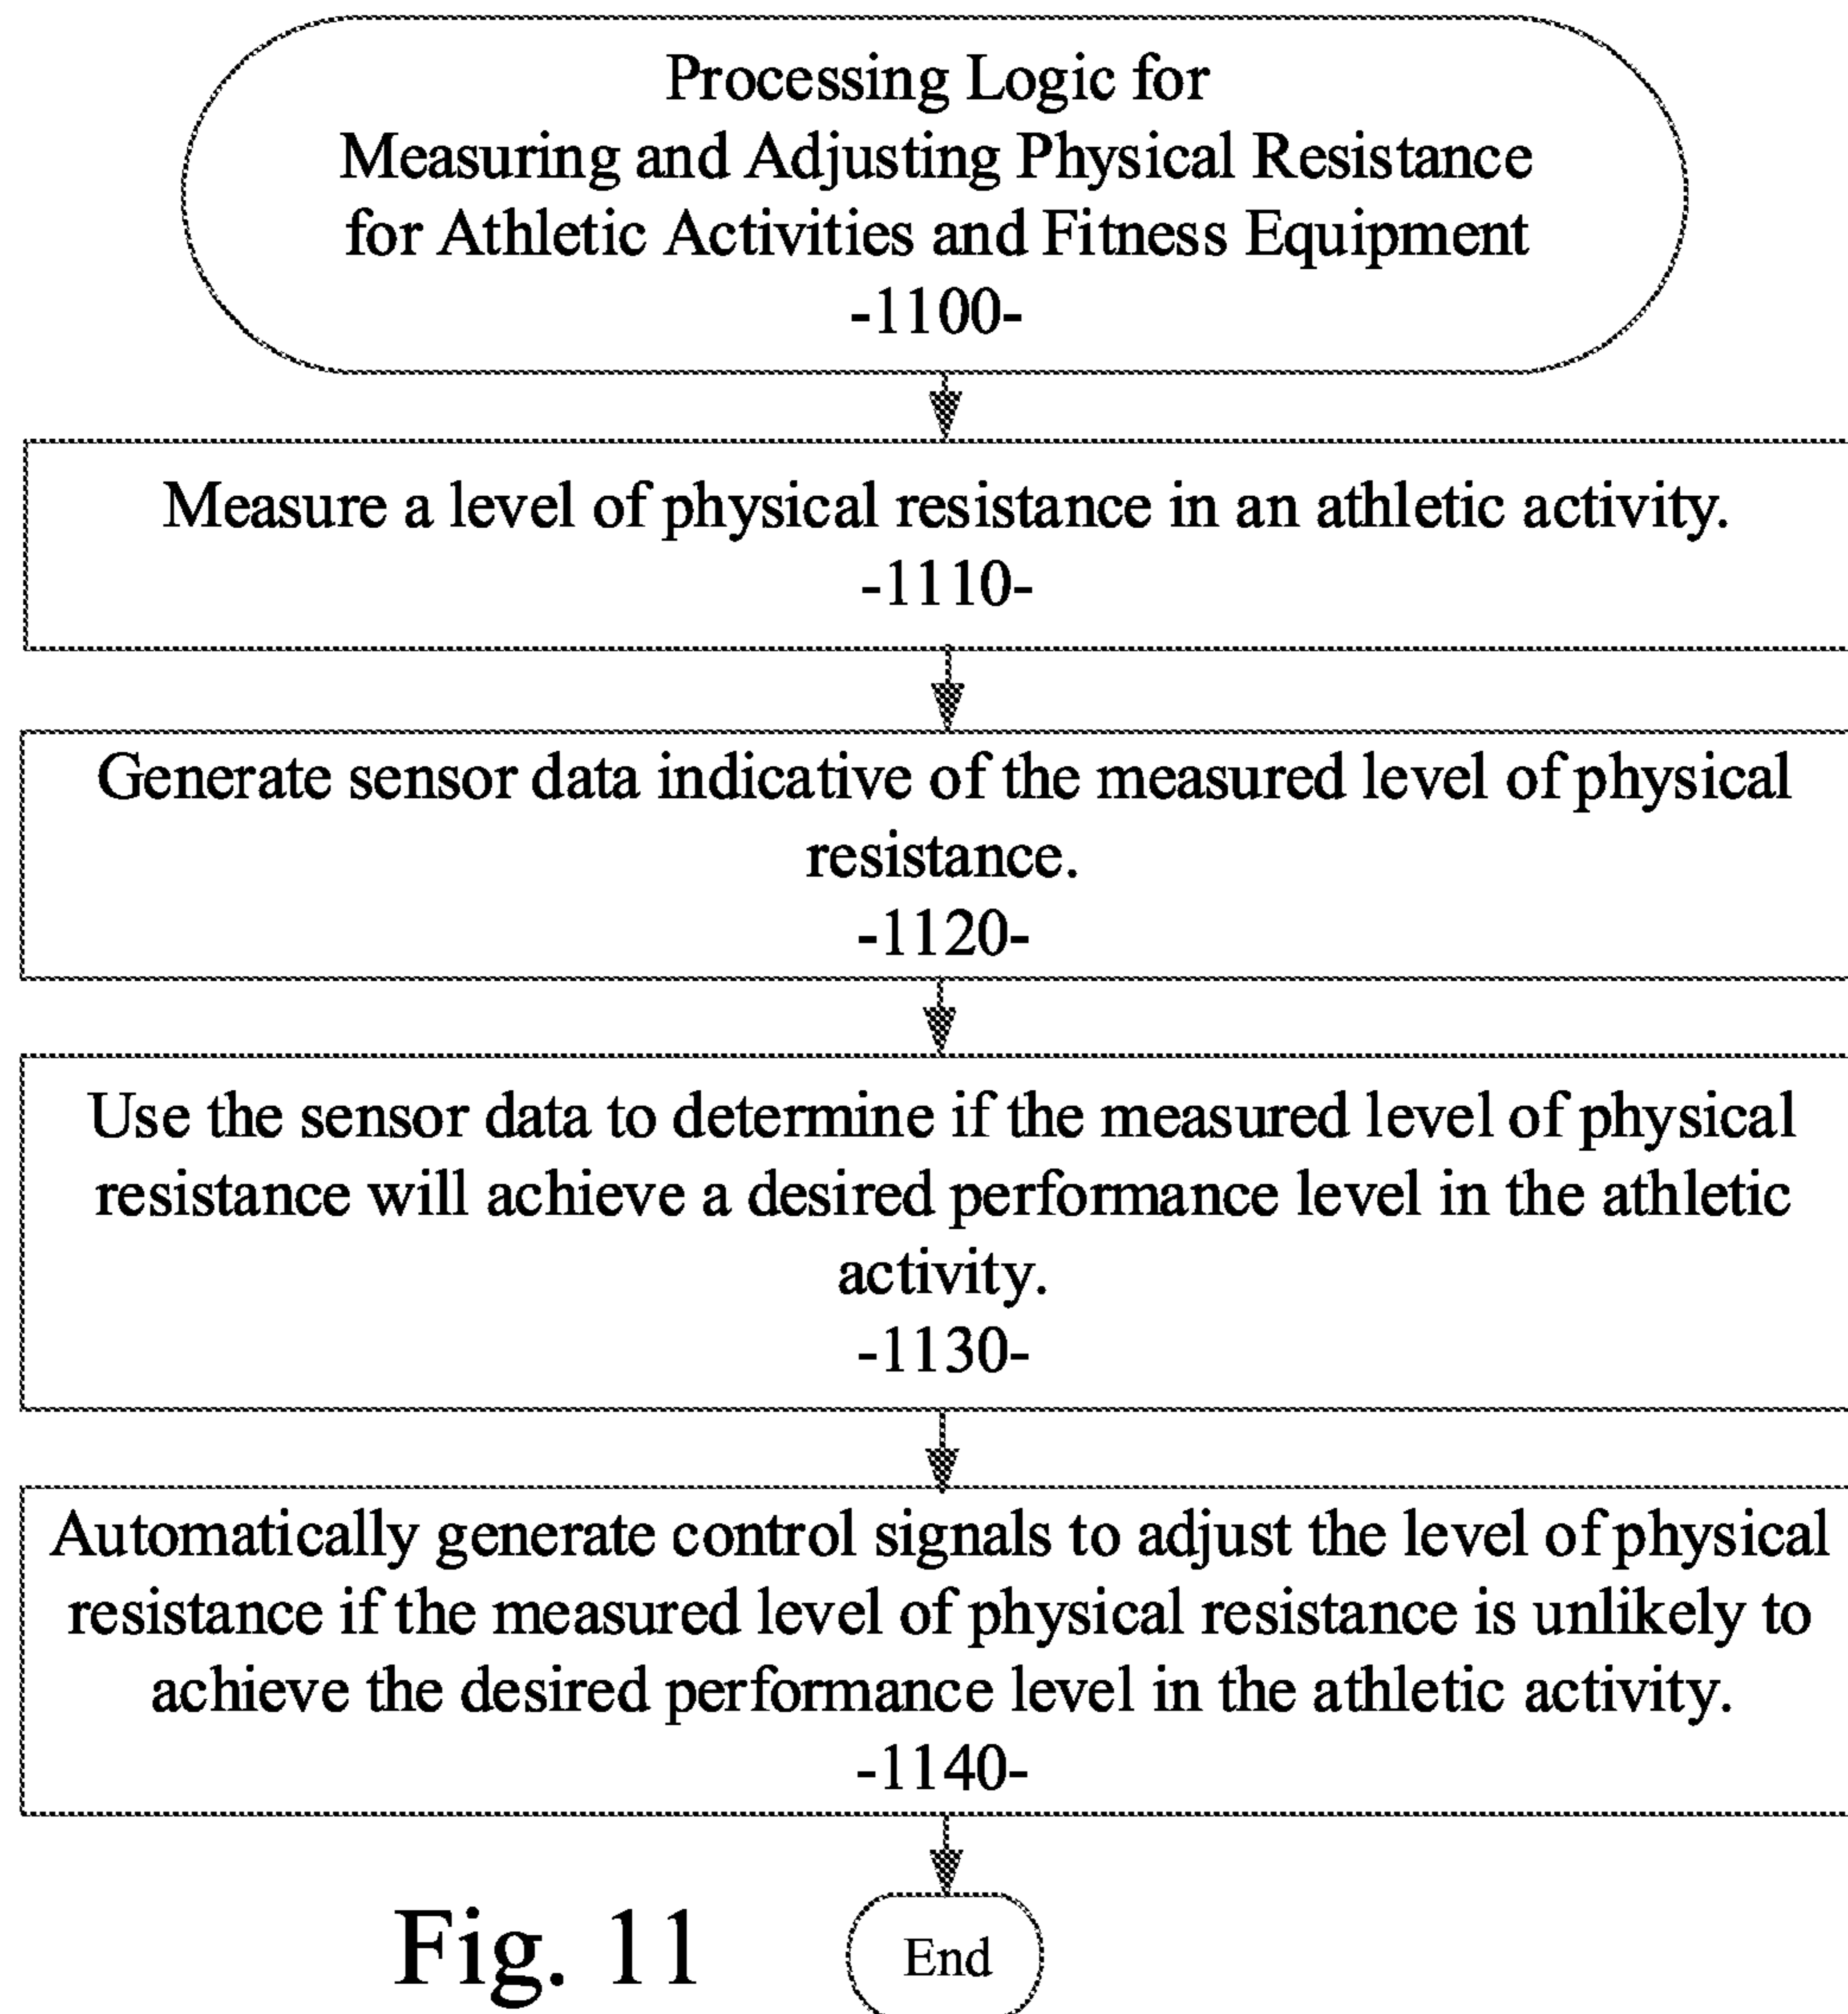 Processing Logic for
Measuring and Adjusting Physical Resistance
for Athletic Activities and Fitness Equipment
-1100-
Measure a level of physical resistance in an athletic activity.
-1110-
Generate sensor data indicative of the measured level of physical
resistance.
-1120-
Use the sensor data to determine if the measured level of physical
resistance will achieve a desired performance level in the athletic
activity.
-1130-
Automatically generate control signals to adjust the level of physical
resistance if the measured level of physical resistance is unlikely to
achieve the desired performance level in the athletic activity.
-1140-
Fig. 11
End